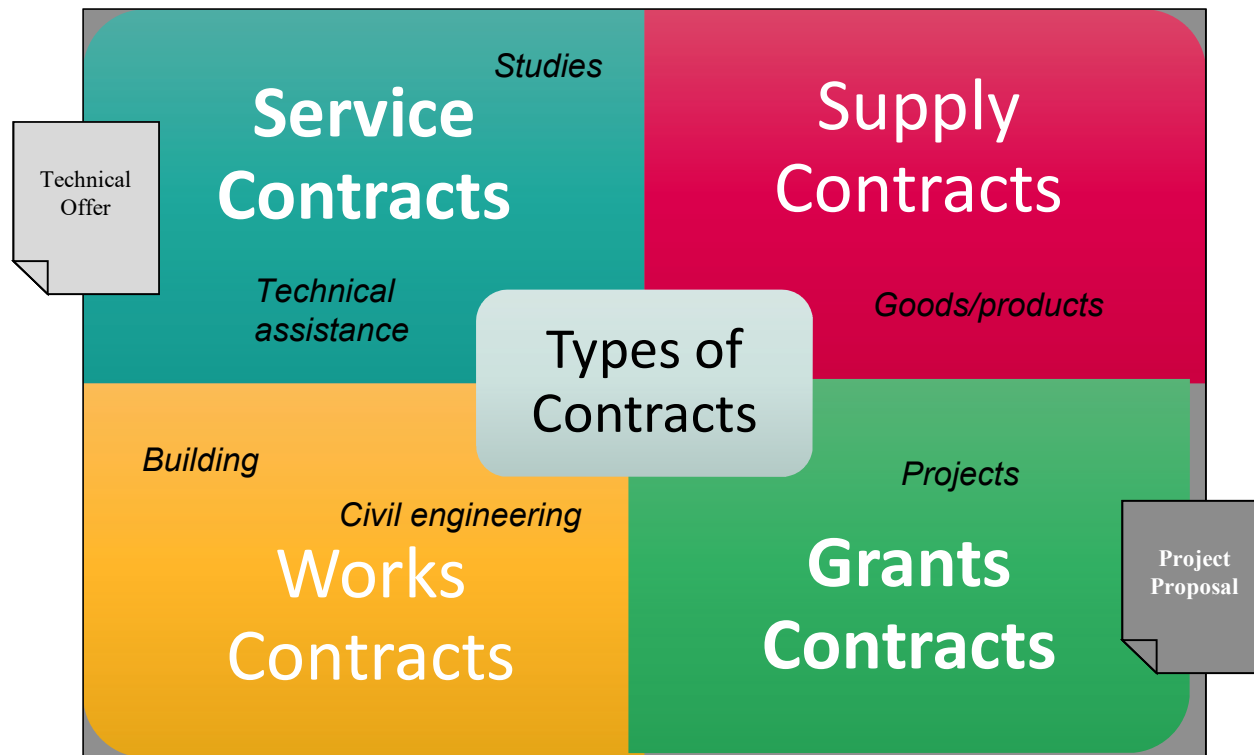 Studies
Service
Contracts
Technical
Offer
Technical
assistance
Supply
Contracts
Goods/products
Types of
Contracts
Building
Civil engineering
Works
Contracts
Projects
Grants
Contracts
Project
Proposal